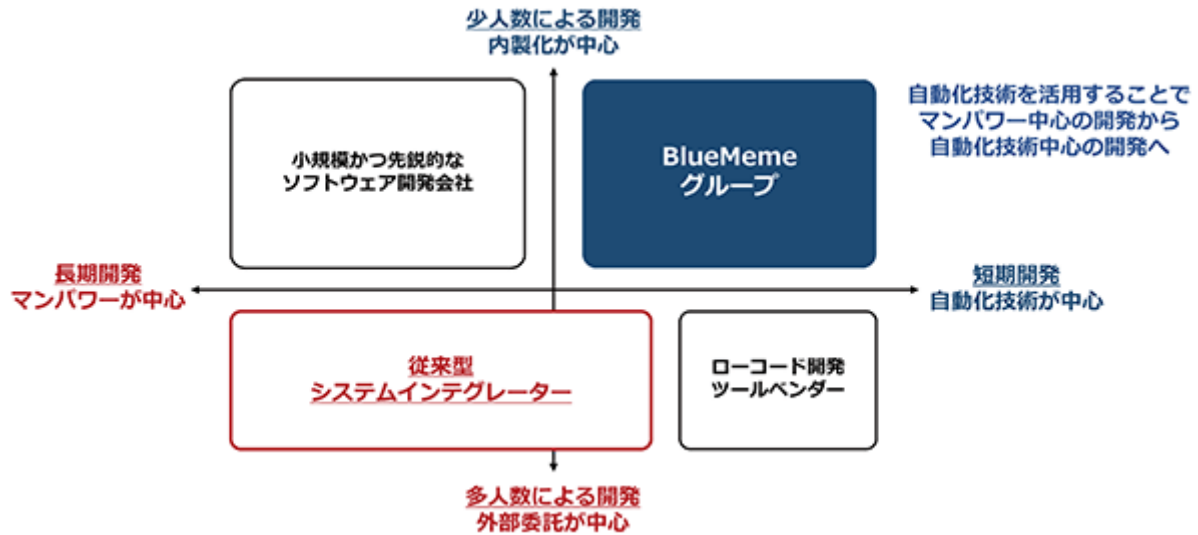 少人数による開発
内製化が中心
自動化技術を活用することで
マンパワー中心の開発から
自動化技術中心の開発へ
小規模かつ先鋭的な
ソフトウェア開発会社
BlueMeme
グループ
長期開発
マンパワーが中心
短期開発
自動化技術が中心
従来型
システムインテグレーター
ローコード開発
ツールベンダー
多人数による開発
外部委託が中心